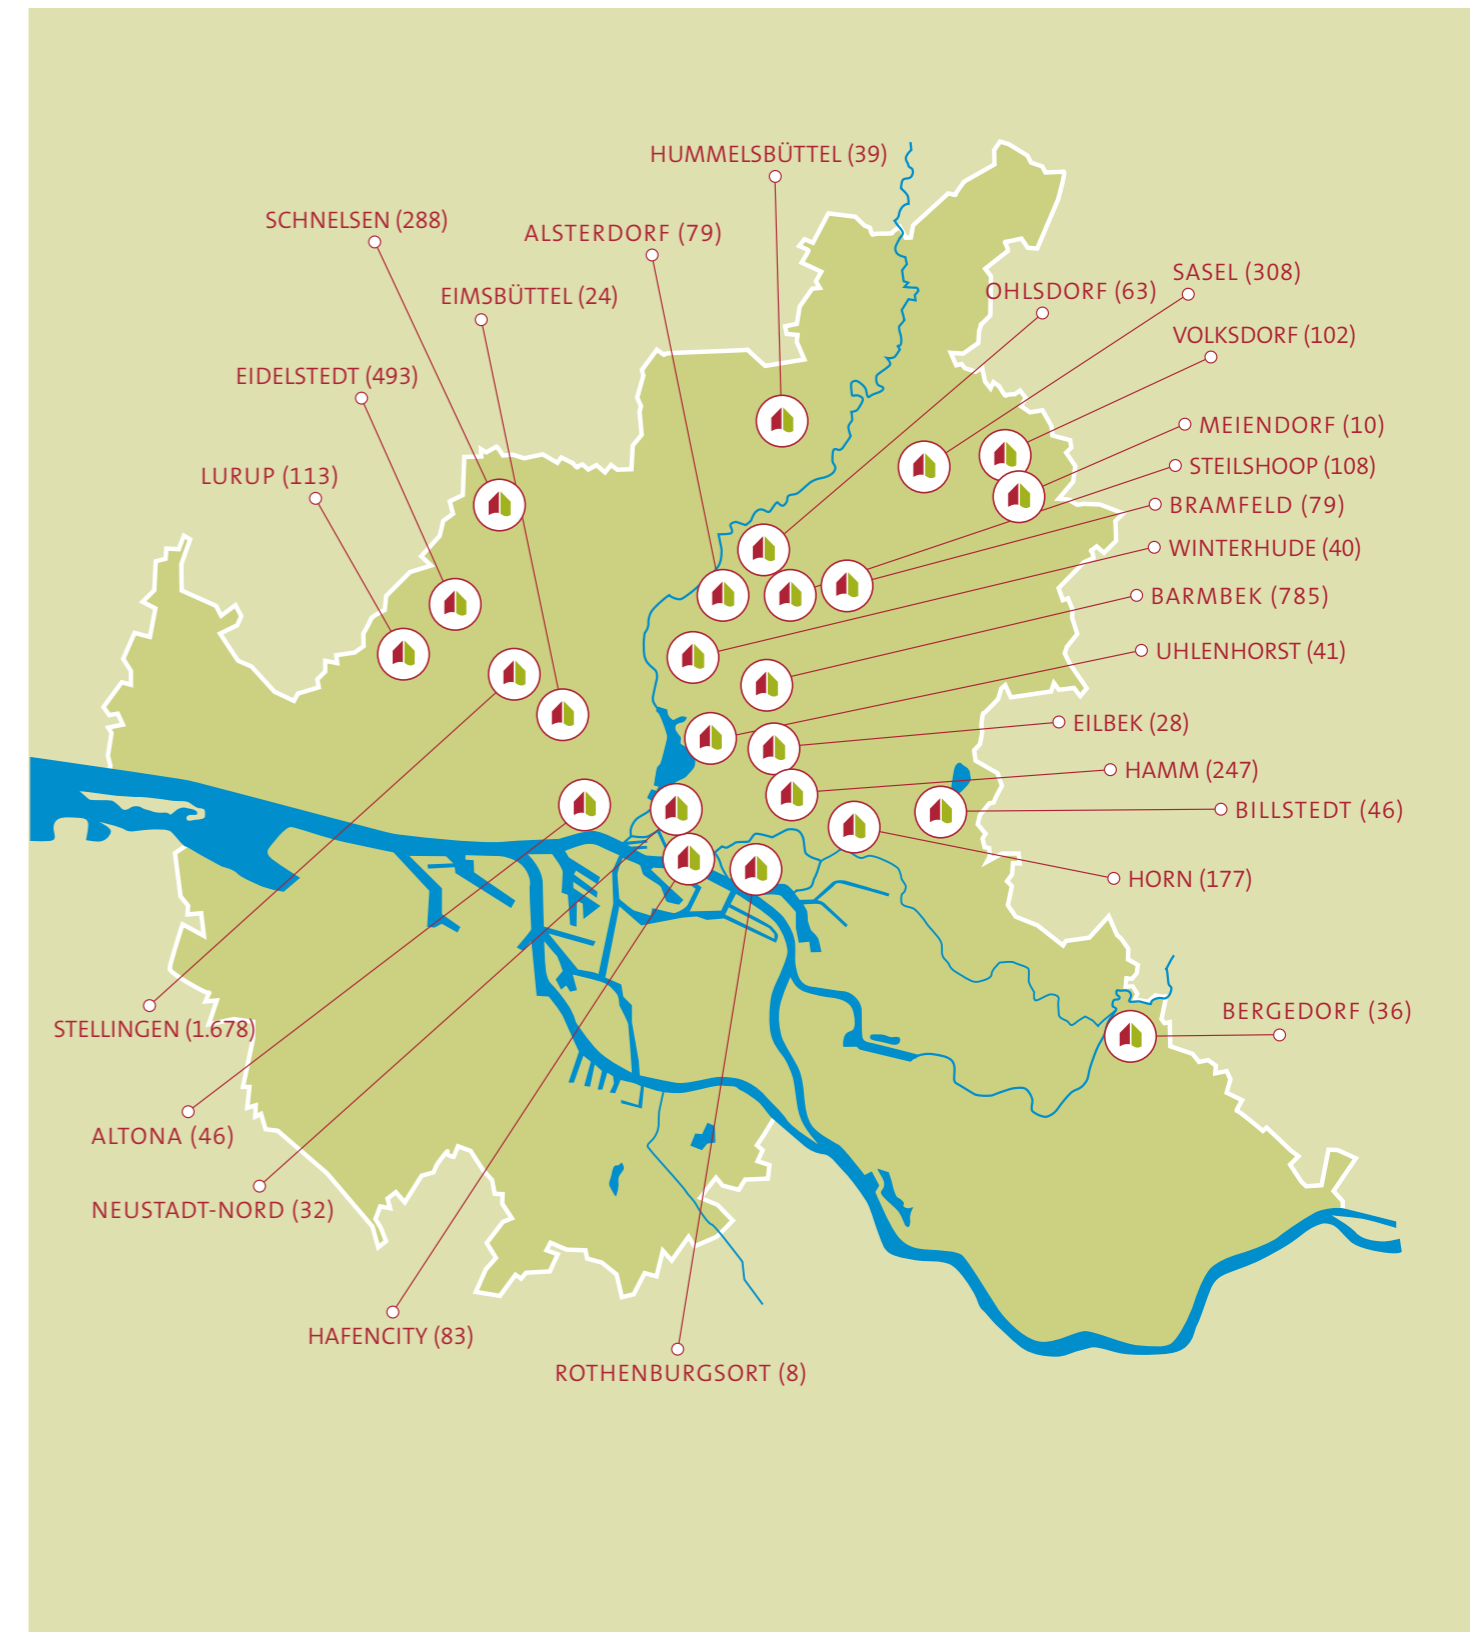 HUMMELSBÜTTEL (39)
SCHNELSEN (288)
ALSTERDORF (79)
SASEL (308)
OHLSDORF (63)
EIMSBÜTTEL (24)
VOLKSDORF (102)
EIDELSTEDT (493)
MEIENDORF (10)
STEILSHOOP (108)
LURUP (113)
BRAMFELD (79)
WINTERHUDE (40)
BARMBEK (785)
UHLENHORST (41)
EILBEK (28)
HAMM (247)
BILLSTEDT (46)
HORN (177)
BERGEDORF (36)
STELLINGEN (1.678)
ALTONA (46)
NEUSTADT-NORD (32)
HAFENCITY (83)
ROTHENBURGSORT (8)